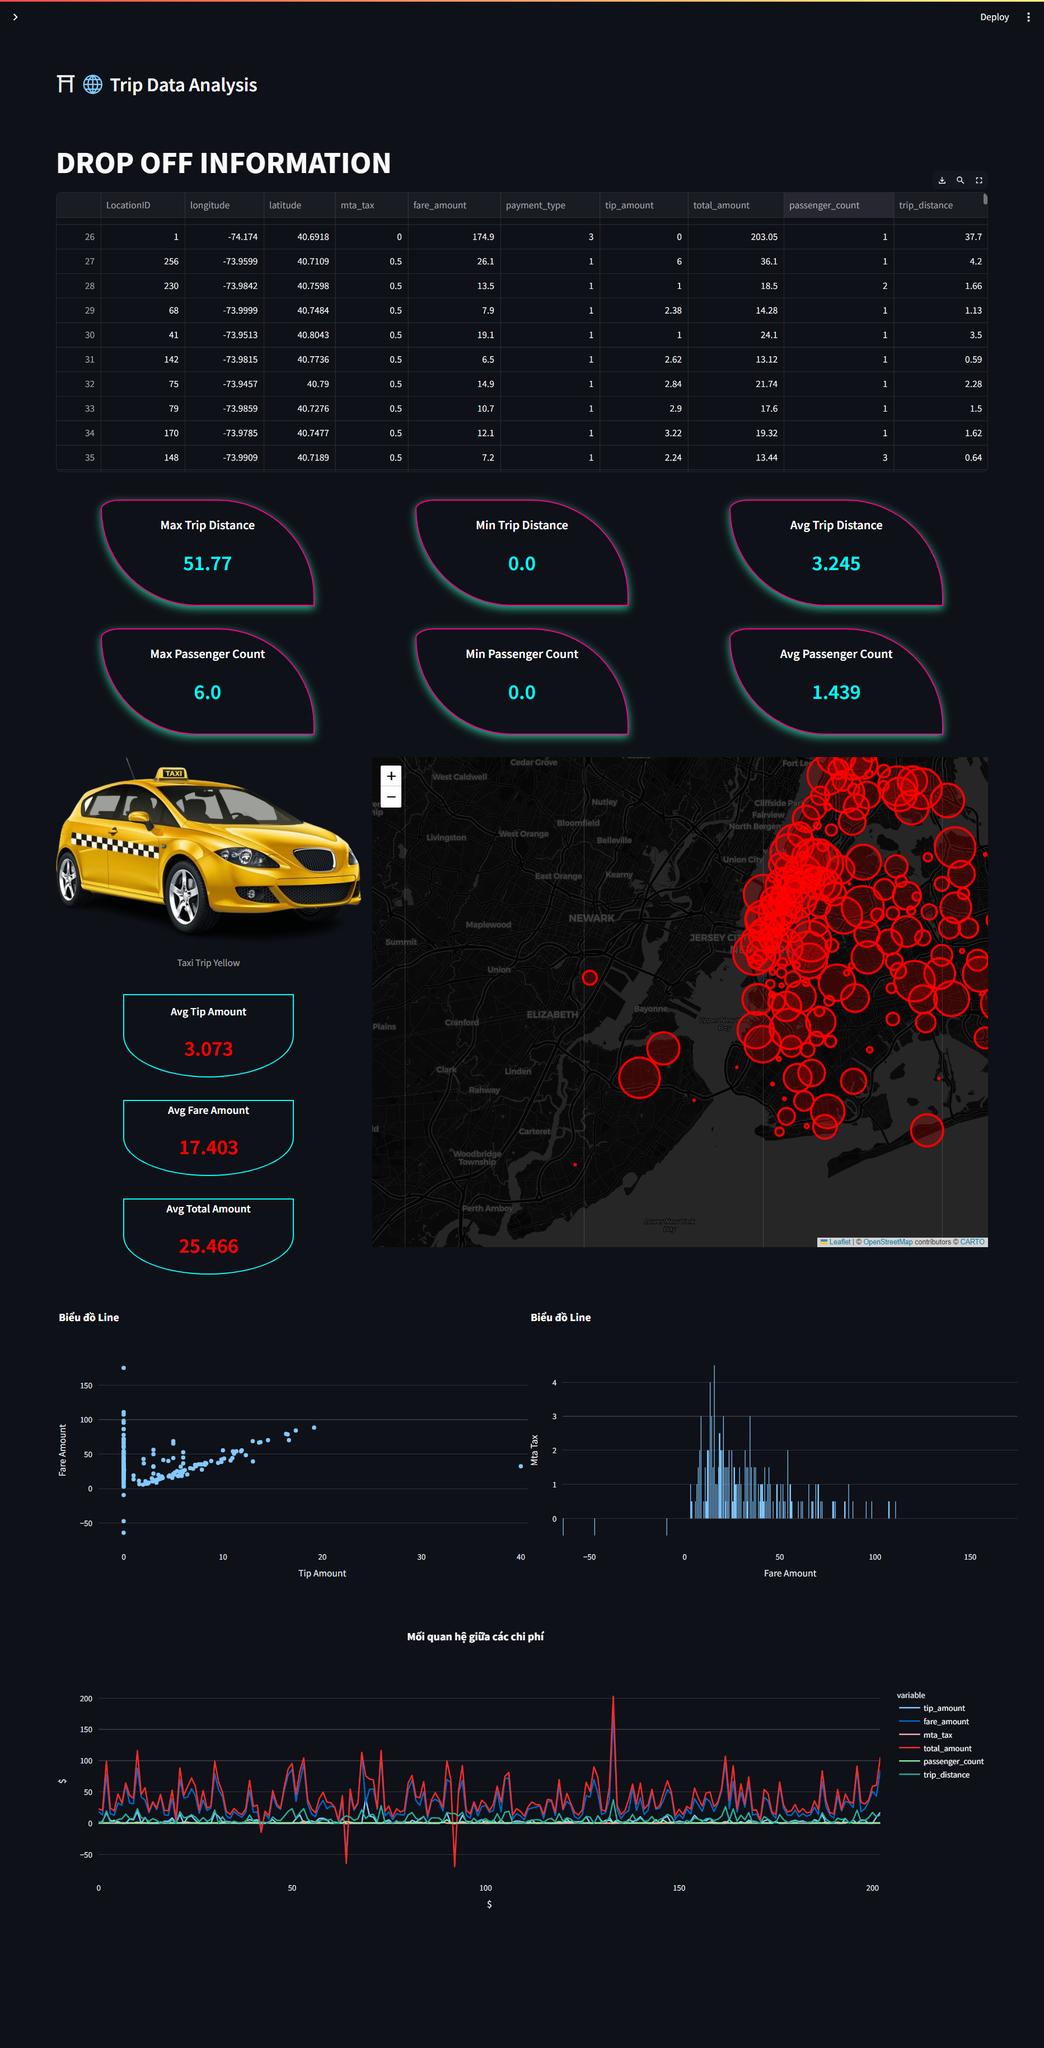 Deploy
Trip Data Analysis
DROP OFF INFORMATION
LocationID longitude latitude mta_tax fare_amount payment_type tip_amount total_amount passenger_count trip_distance
26 1 -74.174 40.6918 0 174.9 3 0 203.05 1 37.7
27 256 -73.9599 40.7109 0.5 26.1 1 6 36.1 1 4.2
28 230 -73.9842 40.7598 0.5 13.5 1 1 18.5 2 1.66
29 68 -73.9999 40.7484 0.5 7.9 1 2.38 14.28 1 1.13
30 41 -73.9513 40.8043 0.5 19.1 1 1 24.1 1 3.5
31 142 -73.9815 40.7736 0.5 6.5 1 2.62 13.12 1 0.59
32 75 -73.9457 40.79 0.5 14.9 1 2.84 21.74 1 2.28
33 79 -73.9859 40.7276 0.5 10.7 1 2.9 17.6 1 1.5
34 170 -73.9785 40.7477 0.5 12.1 1 3.22 19.32 1 1.62
35 148 -73.9909 40.7189 0.5 7.2 1 2.24 13.44 3 0.64
Max Trip Distance
51.77
Min Trip Distance
0.0
Avg Trip Distance
3.245
Max Passenger Count
6.0
Min Passenger Count
0.0
Avg Passenger Count
1.439
TAXI
Taxi Trip Yellow
Avg Tip Amount
3.073
Avg Fare Amount
17.403
Avg Total Amount
25.466
+
−
Cedar Grove
Fort
West Caldwell
Nutley
Cliffside
Fairview
Bloomfield
North Bergen
Livingston
West Orange
Belleville
Union City
East Orange
Kearny
NEWARK
Maplewood
JERSEY
Summit
Union
Bayonne
ELIZABETH
Plains
Cranford
Clark
Linden
Rahway
Carteret
Woodbridge
Township
Perth Amboy
Bay
Leaflet | © OpenStreetMap contributors © CARTO
Biểu đồ Line
150
100
50
0
−50
Fare Amount
0 10 20 30 40
Tip Amount
Biểu đồ Line
4
3
2
1
0
Mta Tax
−50 0 50 100 150
Fare Amount
Mối quan hệ giữa các chi phí
200
150
100
50
0
−50
$
0 50 100 150 200
$
variable
tip_amount
fare_amount
mta_tax
total_amount
passenger_count
trip_distance